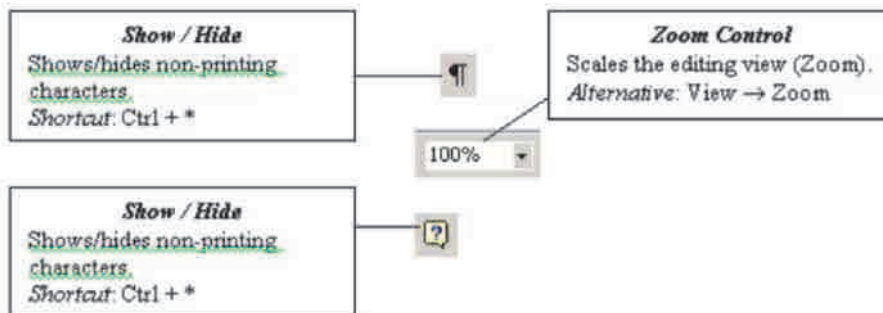 Show / Hide
Shows/hides non-printing
characters.
Shortcut: Ctrl + *
¶
Zoom Control
Scales the editing view (Zoom).
Alternative: View → Zoom
100%
Show / Hide
Shows/hides non-printing
characters.
Shortcut: Ctrl + *
?